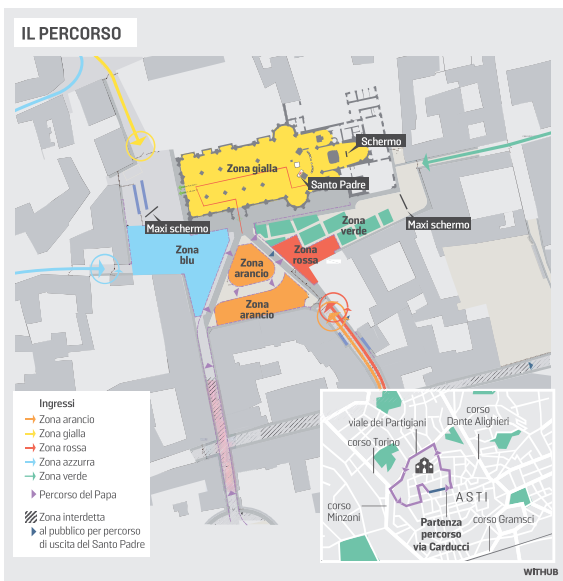 IL PERCORSO
Schermo
Zona gialla
Santo Padre
Maxi schermo
Zona
verde
Maxi schermo
Zona
blu
Zona
rossa
Zona
arancio
Zona
arancio
Ingressi
Zona arancio
Zona gialla
Zona rossa
Zona azzurra
Zona verde
Percorso del Papa
Zona interdetta
al pubblico per percorso
di uscita del Santo Padre
viale dei Partigiani
corso
Dante Alighieri
corso Torino
ASTI
corso
Minzoni
Partenza
percorso
via Carducci
corso Gramsci
WITHUB